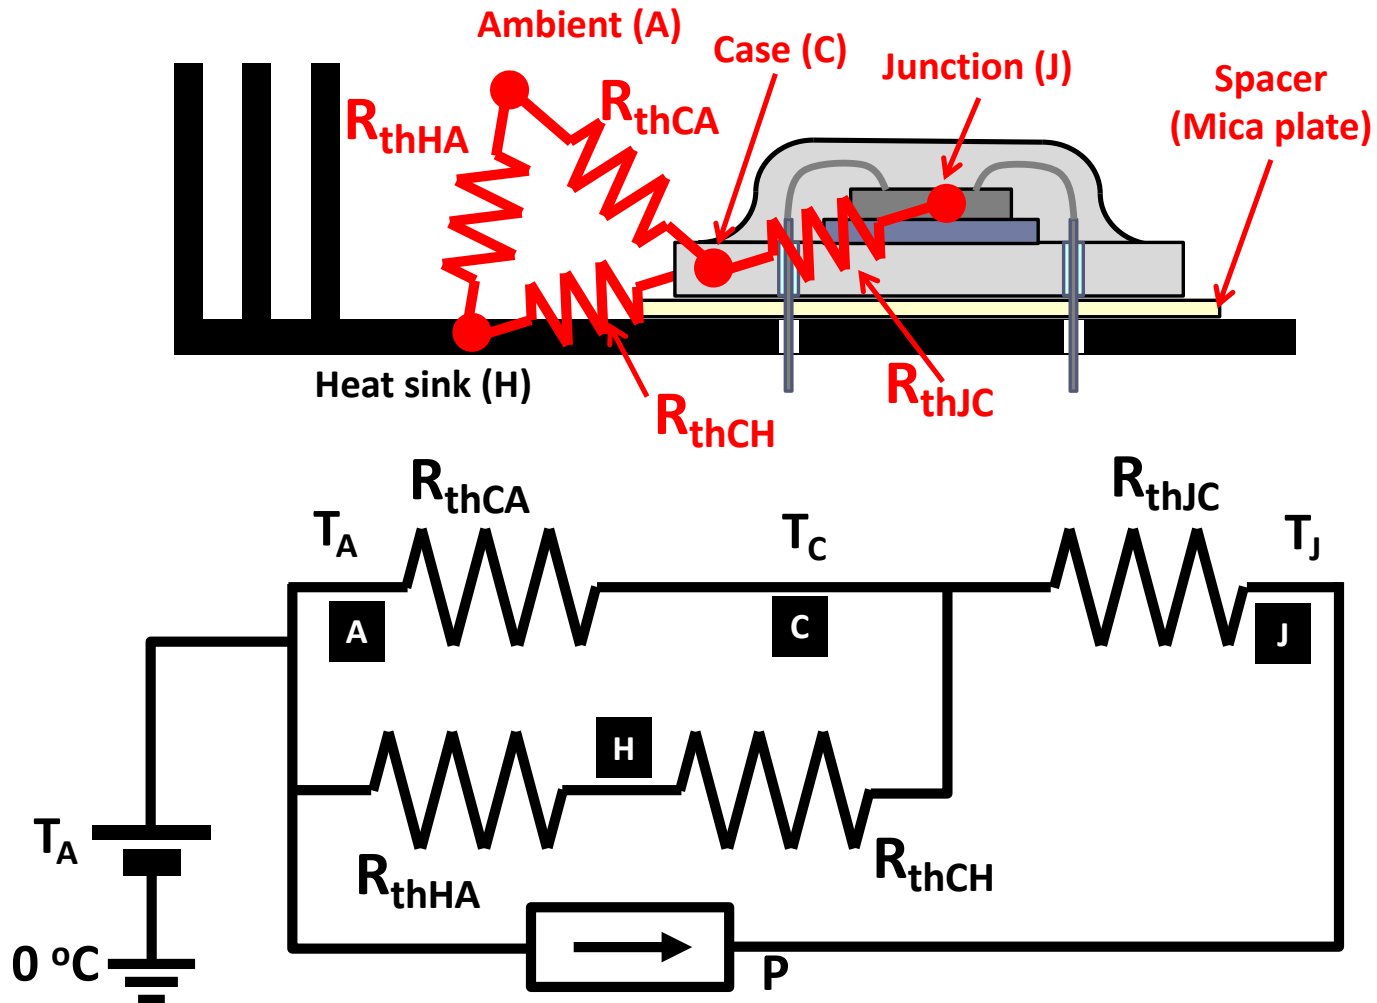 Ambient (A)
Case (C)
Junction (J)
Spacer
(Mica plate)
RthHA
RthCA
Heat sink (H)
RthCH
RthJC
RthCA
RthJC
TA
TC
TJ
A
C
J
H
TA
RthHA
RthCH
0 oC
P